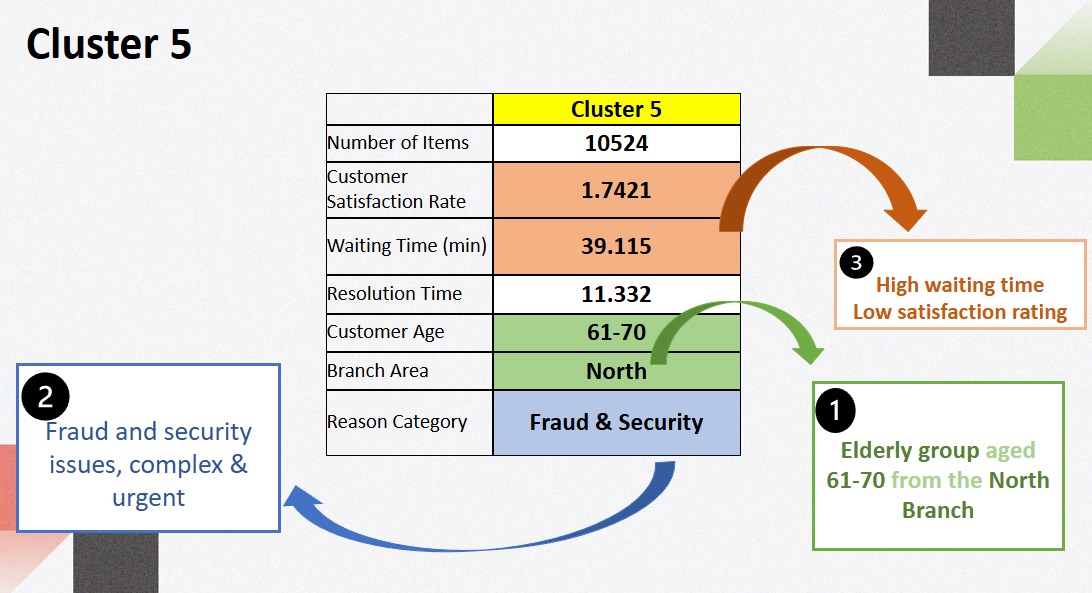 Cluster 5
Cluster 5
Number of Items 10524
Customer
Satisfaction Rate 1.7421
Waiting Time (min) 39.115
Resolution Time 11.332
Customer Age 61-70
Branch Area North
Reason Category Fraud & Security
3
High waiting time
Low satisfaction rating
2
Fraud and security
issues, complex &
urgent
1
Elderly group aged
61-70 from the North
Branch